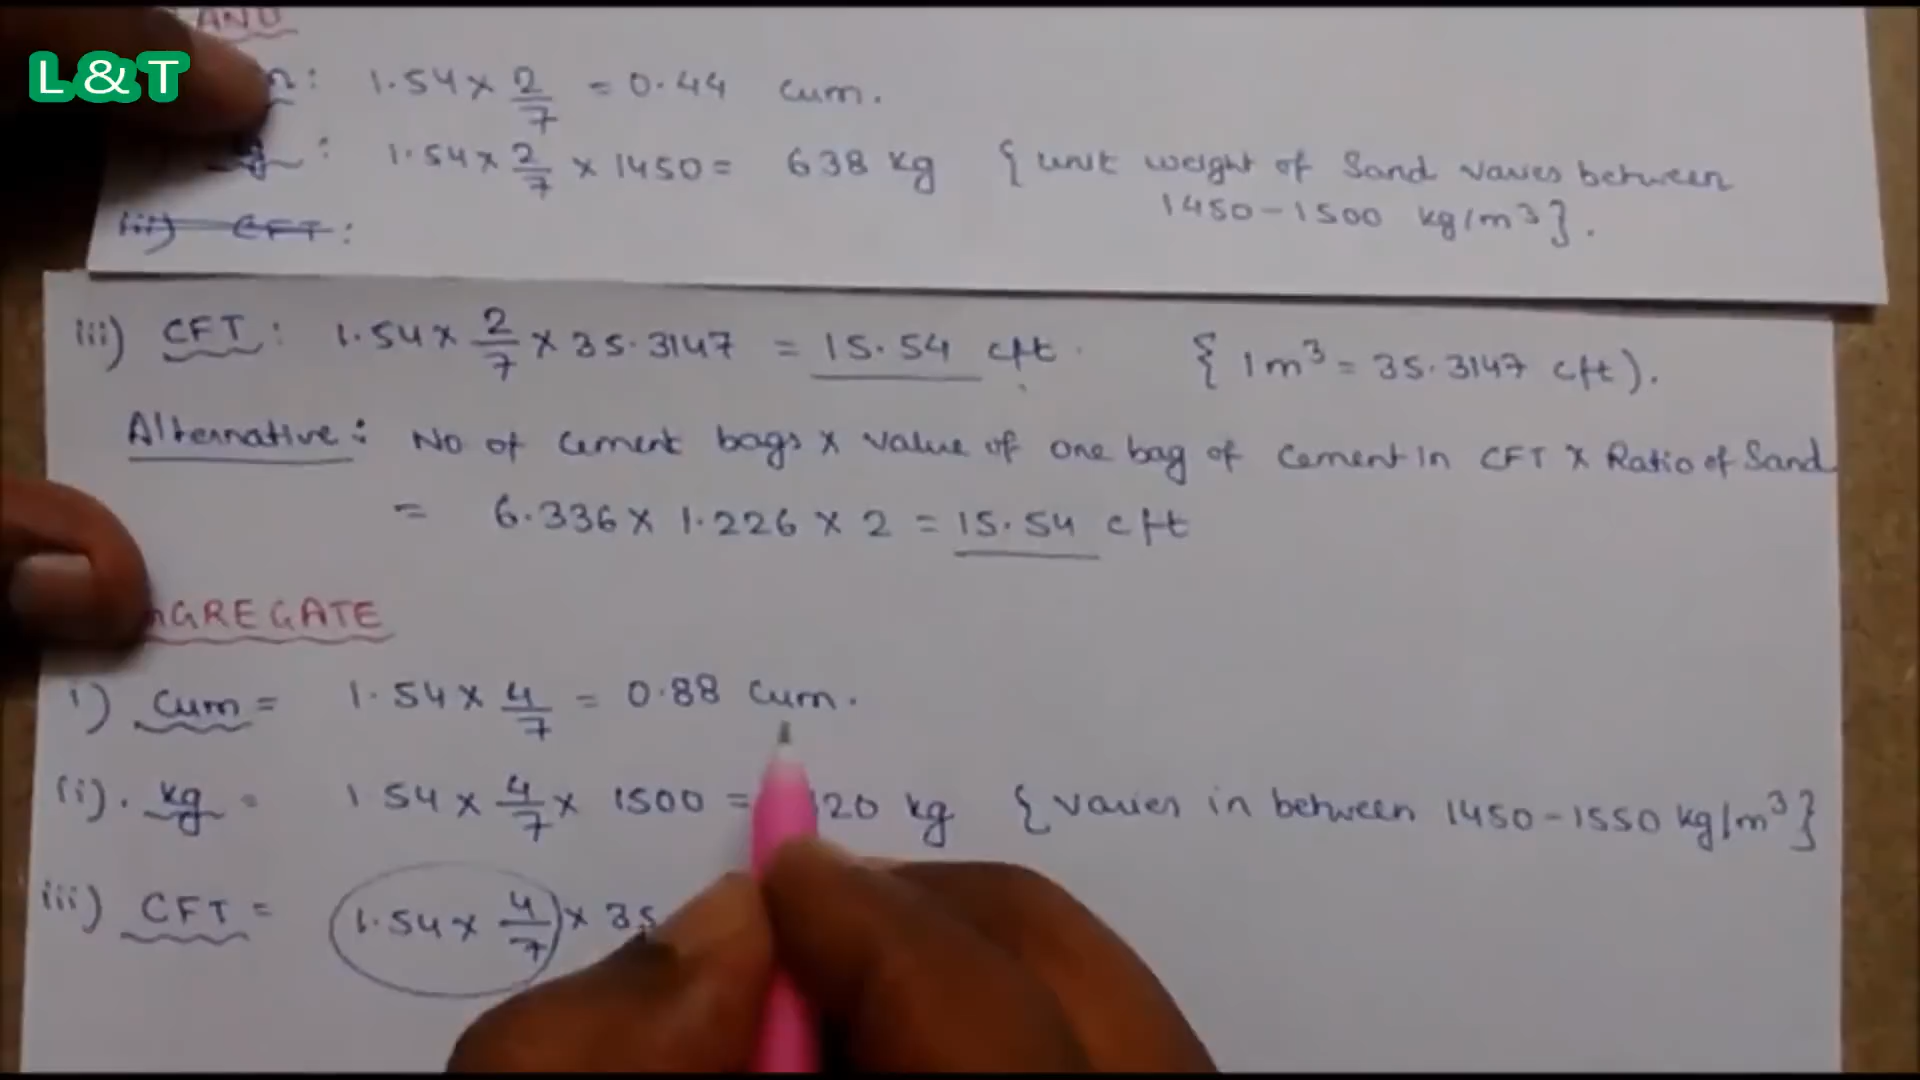 L&T
AND
: 1.54 x 2/7 = 0.44 cum.
: 1.54 x 2/7 x 1450 = 638 kg { unit weight of Sand varies between
1450-1500 kg/m³}.
iii) CFT:
iii) CFT: 1.54 x 2/7 x 35.3147 = 15.54 cft. { 1m³ = 35.3147 cft).
Alternative: No of cement bags x value of one bag of cement in CFT x Ratio of Sand
= 6.336 x 1.226 x 2 = 15.54 cft
GREGATE
i) Cum = 1.54 x 4/7 = 0.88 cum.
(ii). kg = 1.54 x 4/7 x 1500 = 20 kg { varies in between 1450-1550 kg/m³}
iii) CFT = 1.54 x 4/7 x 35